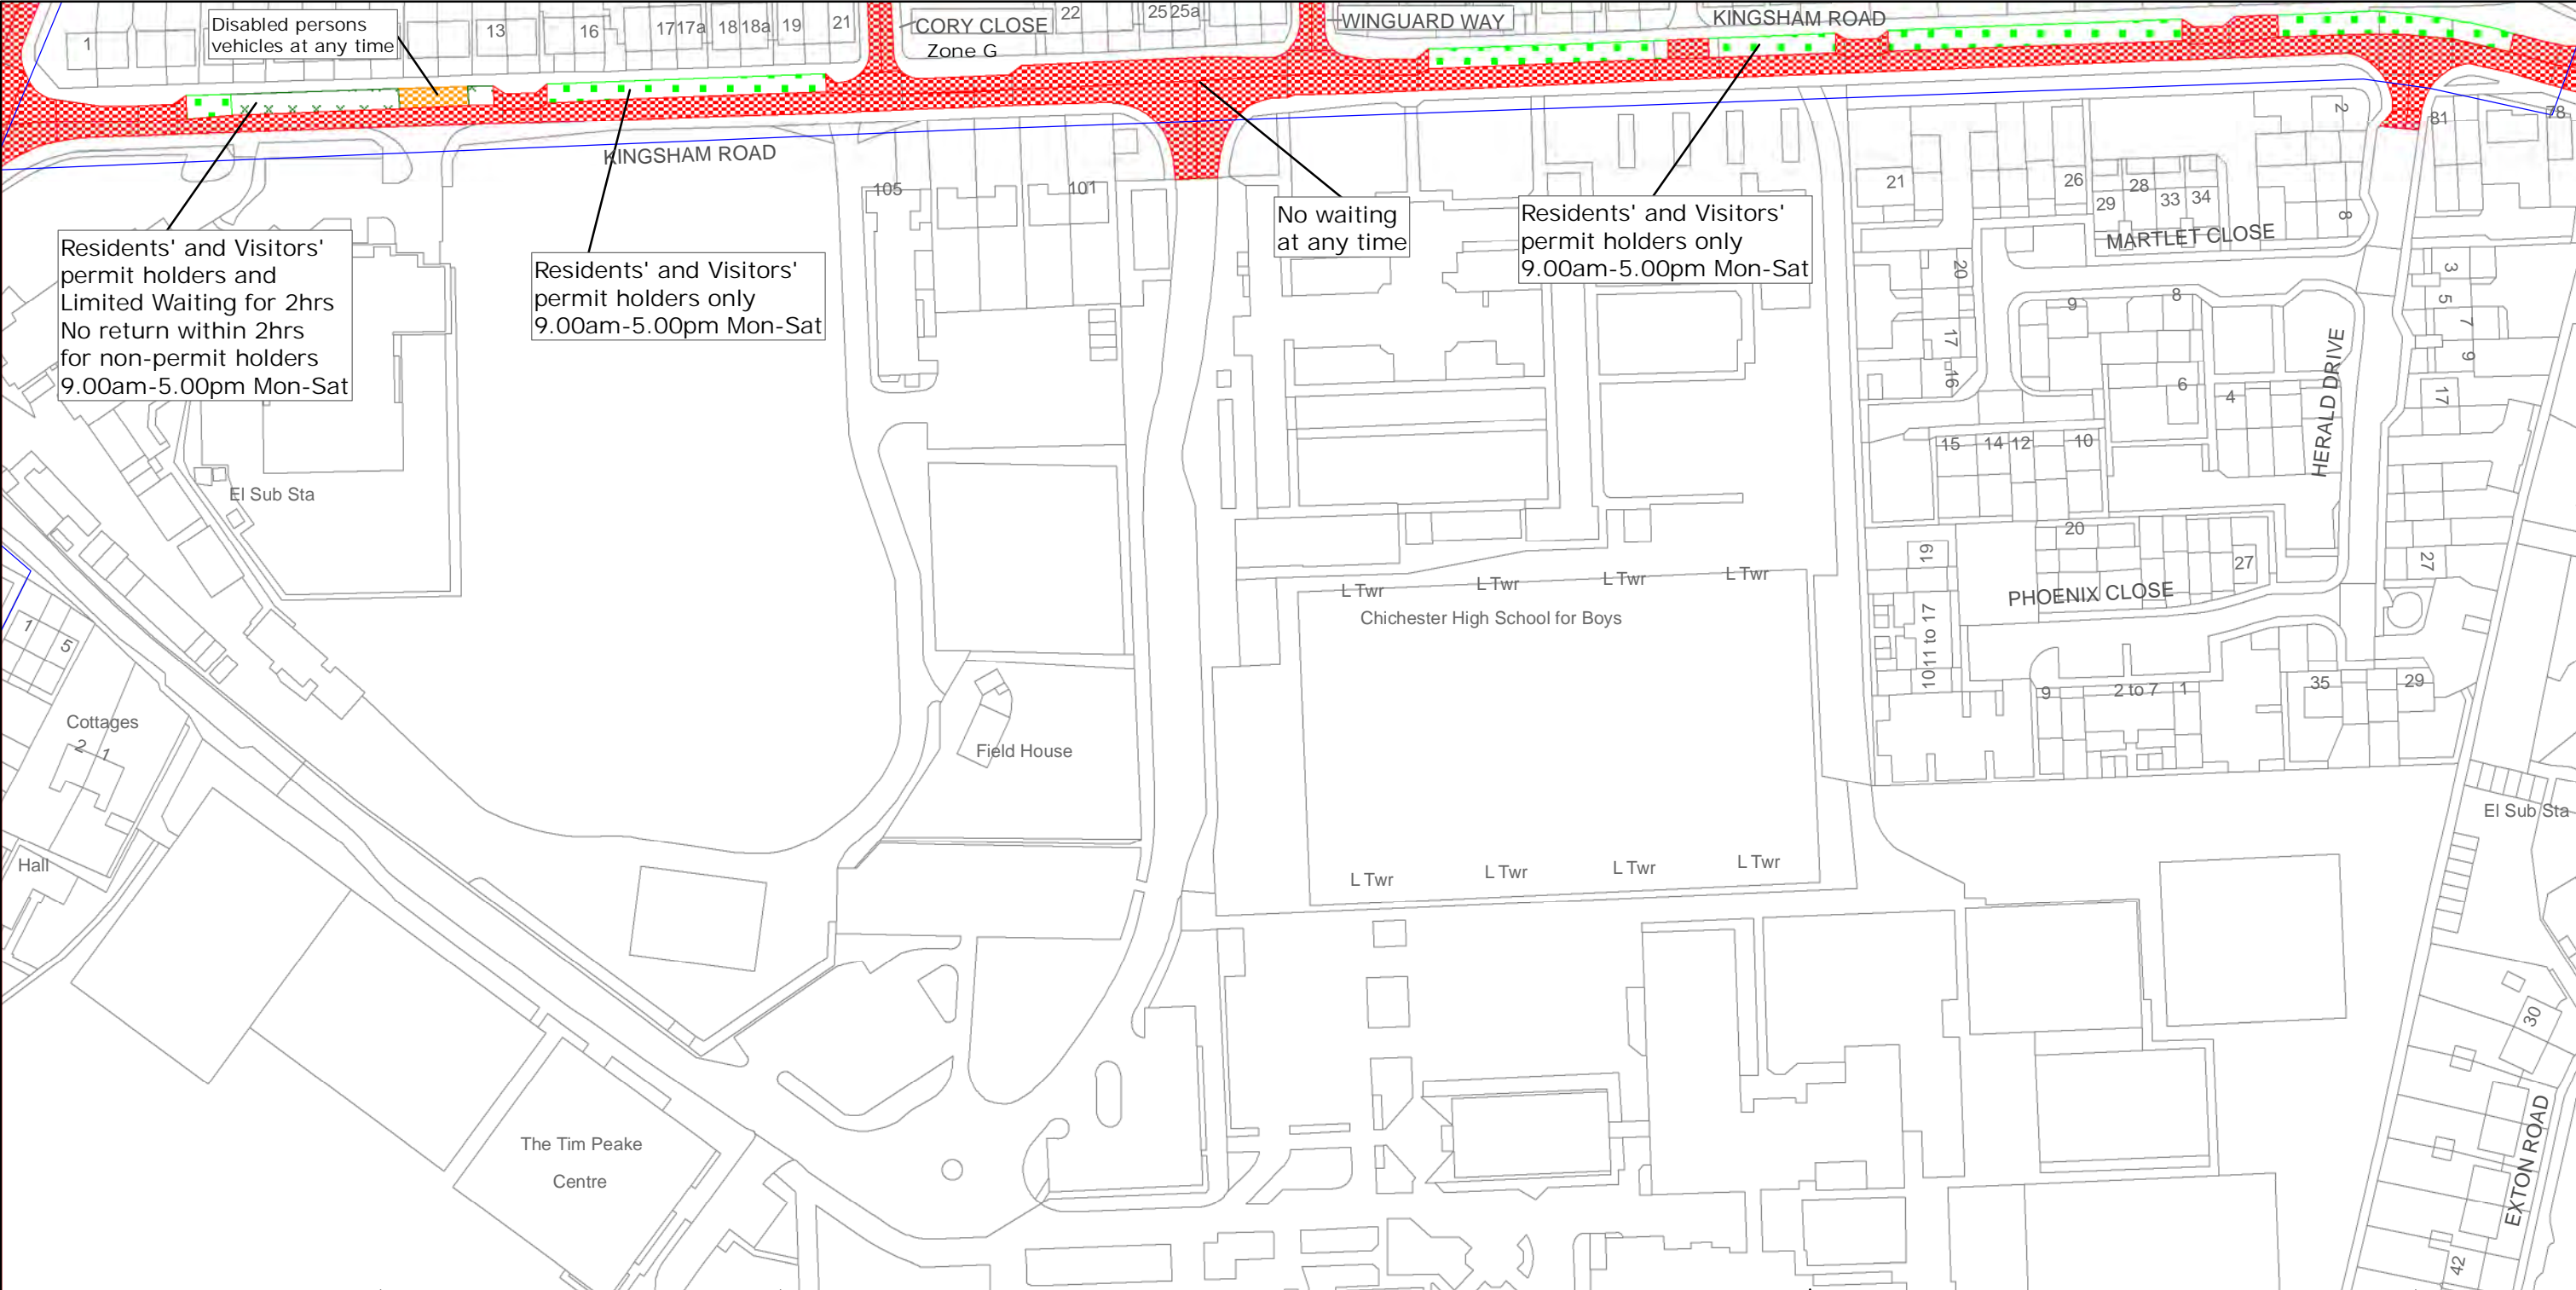 Disabled persons
vehicles at any time
1
13
16
17
17a
18
18a
19
21
CORY CLOSE
Zone G
22
25
25a
WINGUARD WAY
KINGSHAM ROAD
KINGSHAM ROAD
105
101
Residents' and Visitors'
permit holders and
Limited Waiting for 2hrs
No return within 2hrs
for non-permit holders
9.00am-5.00pm Mon-Sat
Residents' and Visitors'
permit holders only
9.00am-5.00pm Mon-Sat
No waiting
at any time
Residents' and Visitors'
permit holders only
9.00am-5.00pm Mon-Sat
21
26
28
29
33
34
2
8
81
78
MARTLET CLOSE
20
17
16
9
8
6
4
3
5
7
9
17
HERALD DRIVE
15
14
12
10
El Sub Sta
20
19
27
27
PHOENIX CLOSE
L Twr
L Twr
L Twr
L Twr
Chichester High School for Boys
1
5
10
11 to 17
9
2 to 7
1
35
29
Cottages
2
1
Field House
El Sub Sta
Hall
L Twr
L Twr
L Twr
L Twr
30
The Tim Peake
Centre
EXTON ROAD
42